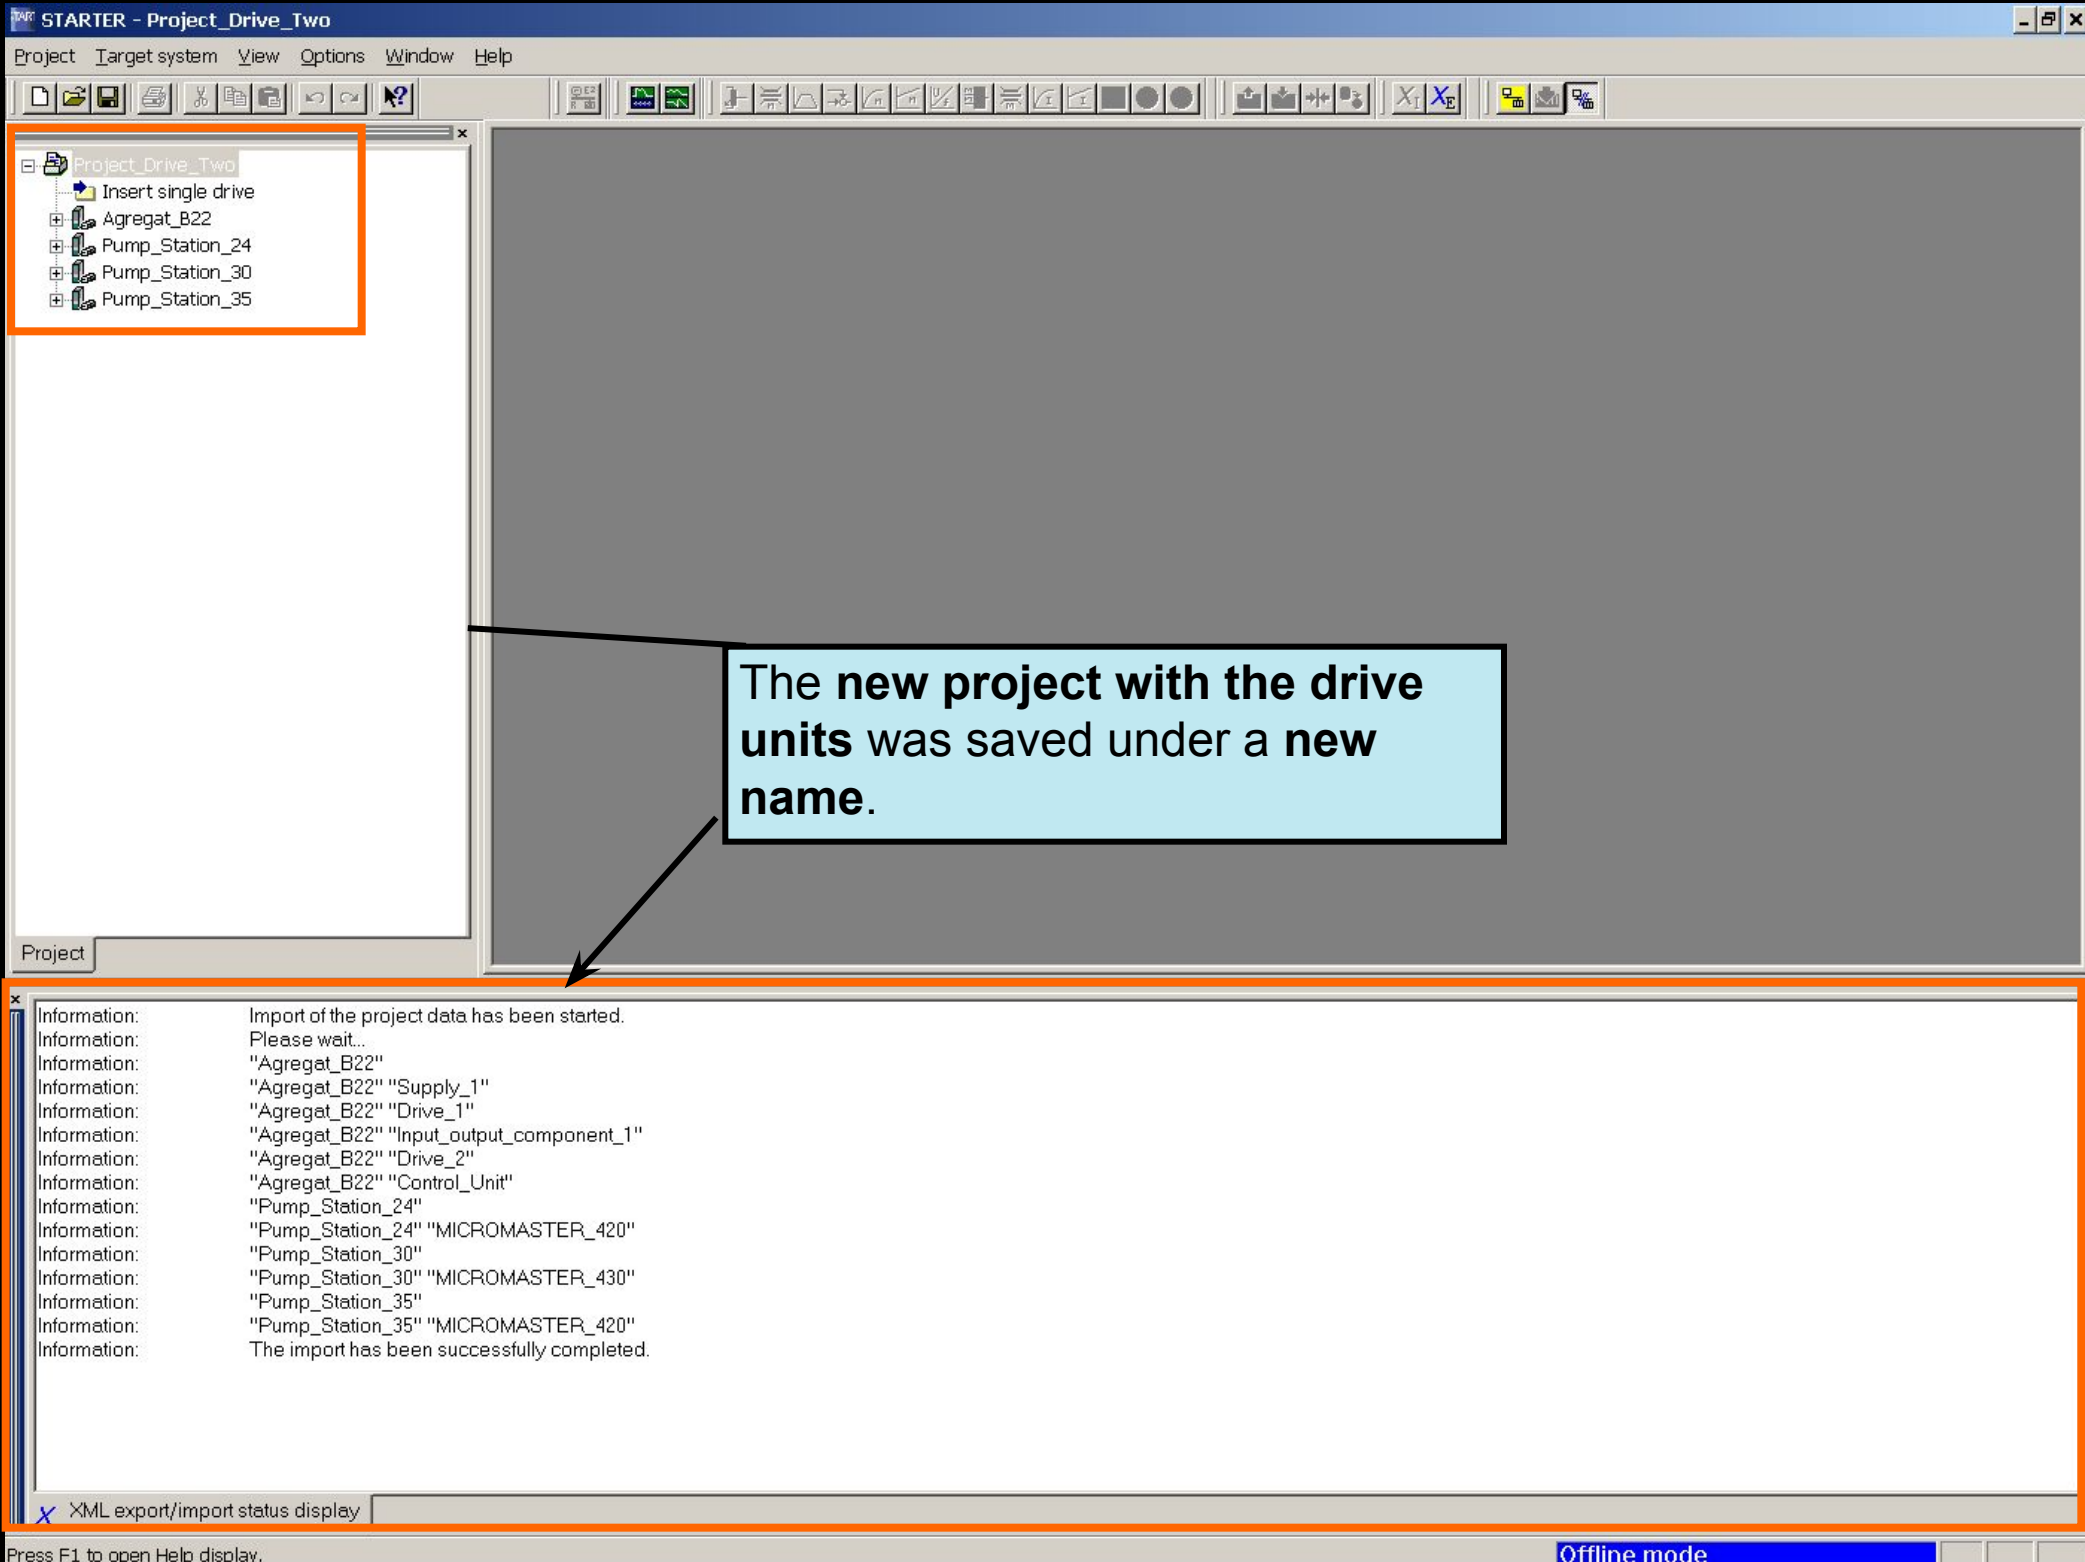 STARTER - Project_Drive_Two
Project Target system View Options Window Help
Project_Drive_Two
Insert single drive
Agregat_B22
Pump_Station_24
Pump_Station_30
Pump_Station_35
The new project with the drive
units was saved under a new
name.
Project
Information: Import of the project data has been started.
Information: Please wait...
Information: "Agregat_B22"
Information: "Agregat_B22" "Supply_1"
Information: "Agregat_B22" "Drive_1"
Information: "Agregat_B22" "Input_output_component_1"
Information: "Agregat_B22" "Drive_2"
Information: "Agregat_B22" "Control_Unit"
Information: "Pump_Station_24"
Information: "Pump_Station_24" "MICROMASTER_420"
Information: "Pump_Station_30"
Information: "Pump_Station_30" "MICROMASTER_430"
Information: "Pump_Station_35"
Information: "Pump_Station_35" "MICROMASTER_420"
Information: The import has been successfully completed.
XML export/import status display
Press F1 to open Help display.
Offline mode